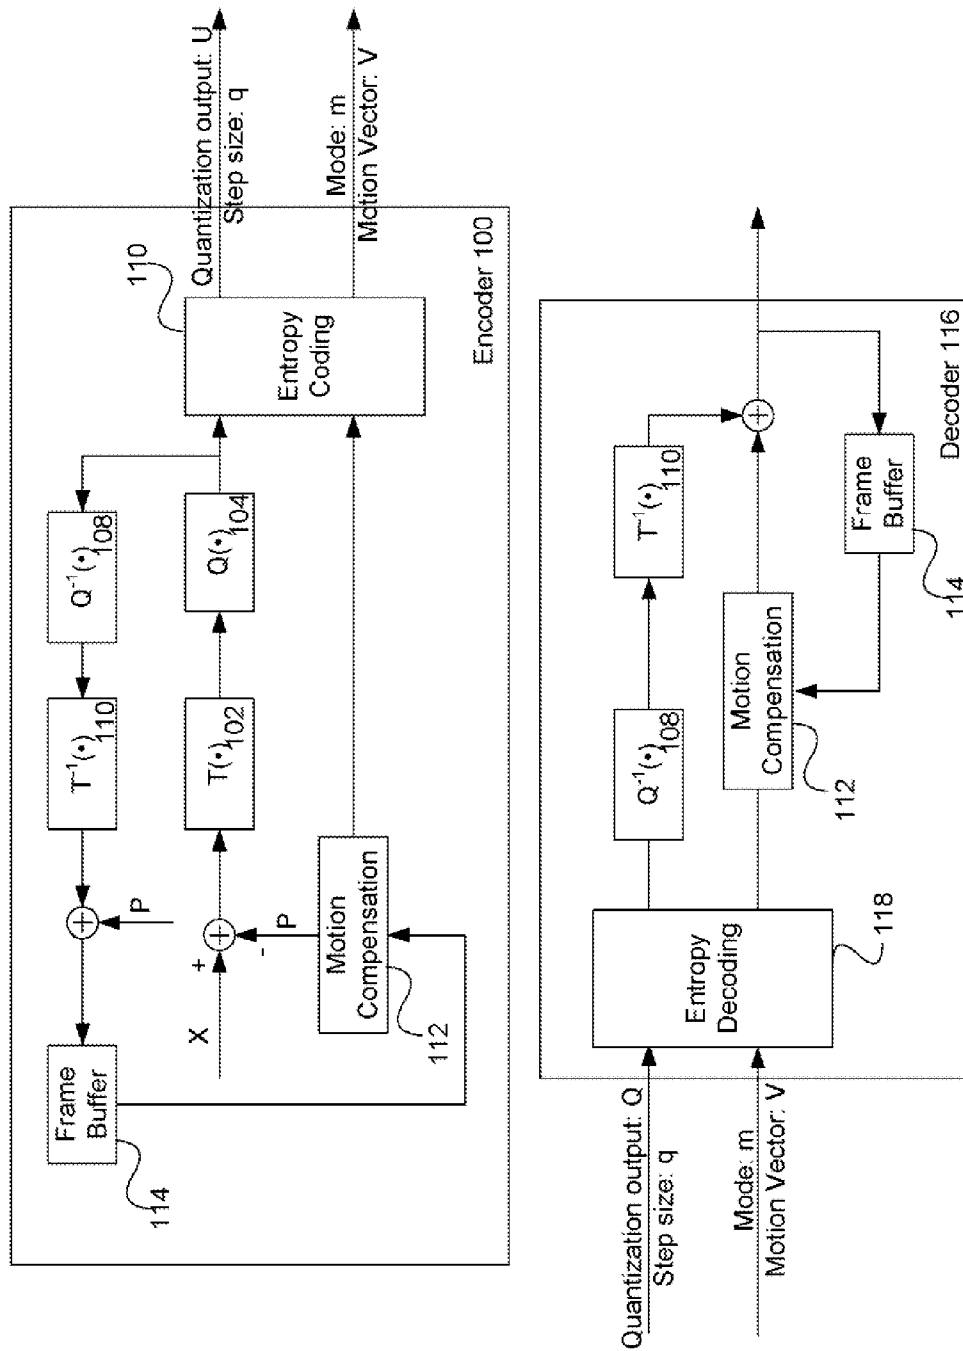 Frame
Buffer
114
T⁻¹(•)
110
Q⁻¹(•)
108
P
X
+
-
P
T(•)
102
Q(•)
104
Motion
Compensation
112
Entropy
Coding
110
Quantization output: U
Step size: q
Mode: m
Motion Vector: V
Encoder 100
Quantization output: Q
Step size: q
Mode: m
Motion Vector: V
Entropy
Decoding
118
Q⁻¹(•)
108
T⁻¹(•)
110
Motion
Compensation
112
Frame
Buffer
114
Decoder 116